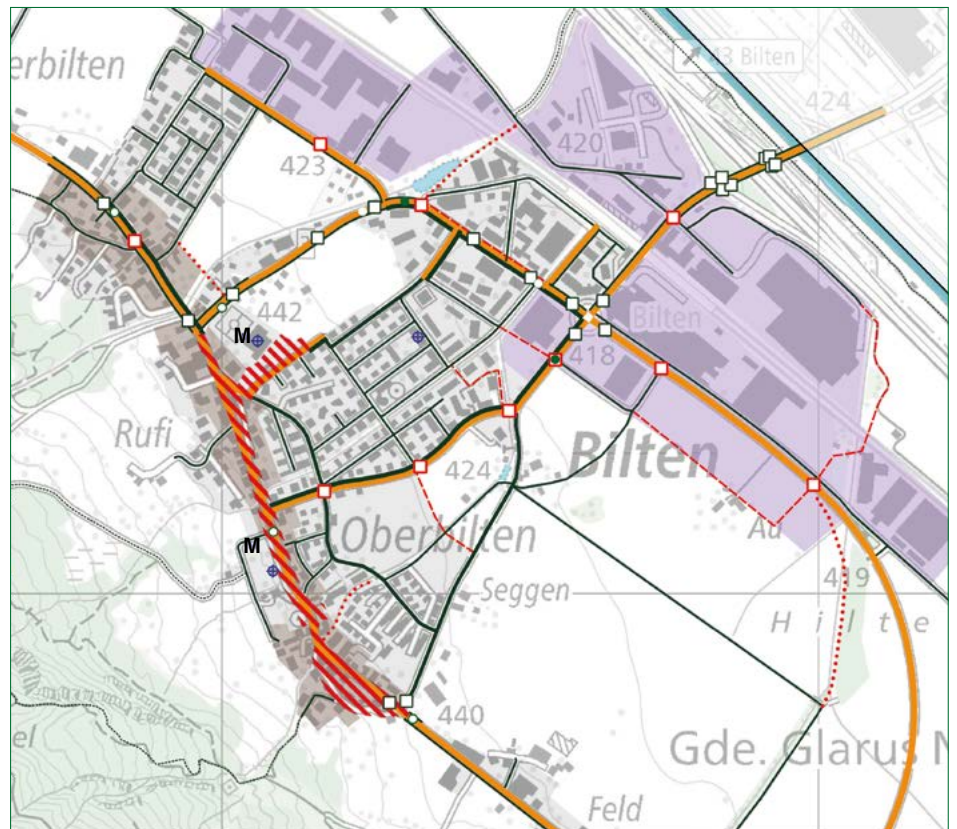 erbilten
43 Bilten
424
420
423
442
M
Bilten
418
Rufi
Bilten
424
Oberbilten
M
Au
Seggen
419
Hilte
440
Gde. Glarus N
el
Feld